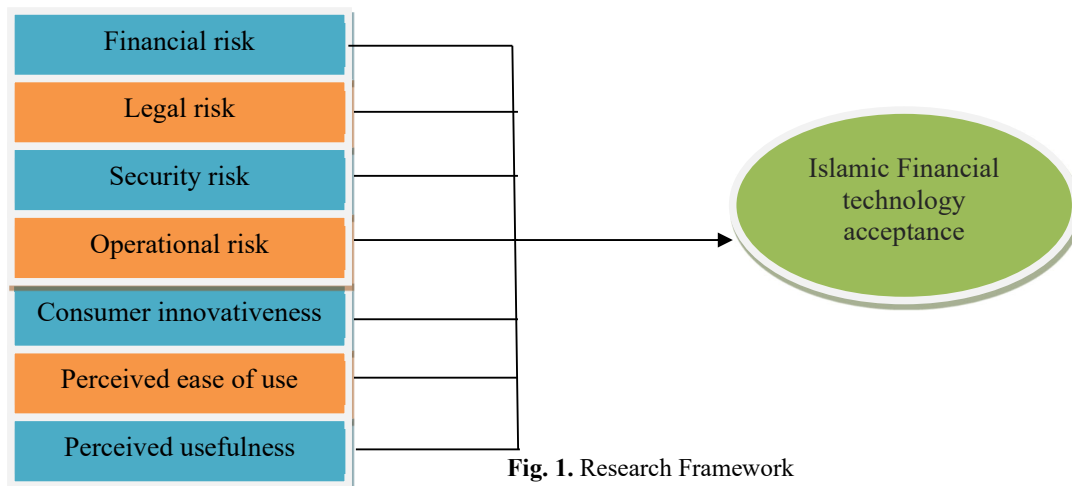 Financial risk
Legal risk
Security risk
Operational risk
Consumer innovativeness
Perceived ease of use
Perceived usefulness
Islamic Financial
technology
acceptance
Fig. 1. Research Framework